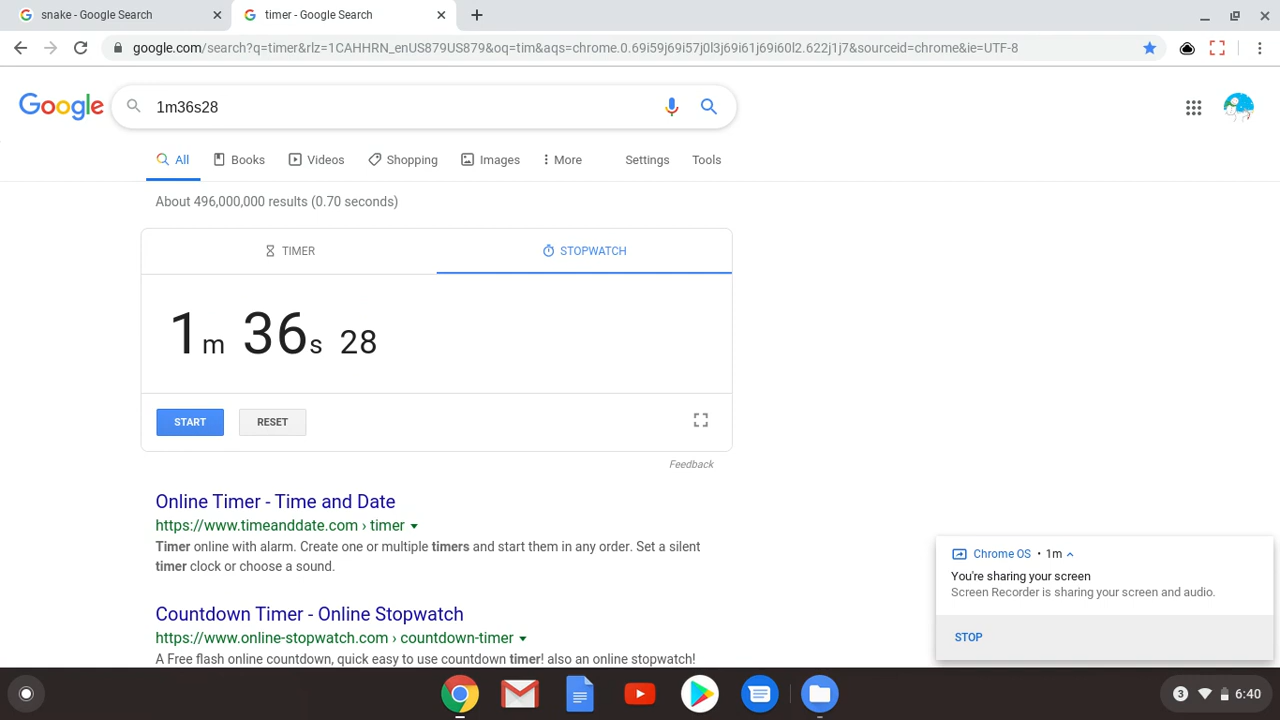 snake - Google Search
timer - Google Search
google.com/search?q=timer&rlz=1CAHHRN_enUS879US879&oq=tim&aqs=chrome.0.69i59j69i57j0l3j69i61j69i60l2.622j1j7&sourceid=chrome&ie=UTF-8
Google
1m36s28
All Books Videos Shopping Images More Settings Tools
About 496,000,000 results (0.70 seconds)
TIMER STOPWATCH
1m 36s 28
START RESET
Feedback
Online Timer - Time and Date
https://www.timeanddate.com › timer
Timer online with alarm. Create one or multiple timers and start them in any order. Set a silent
timer clock or choose a sound.
Countdown Timer - Online Stopwatch
https://www.online-stopwatch.com › countdown-timer
A Free flash online countdown, quick easy to use countdown timer! also an online stopwatch!
Chrome OS • 1m
You're sharing your screen
Screen Recorder is sharing your screen and audio.
STOP
3 6:40